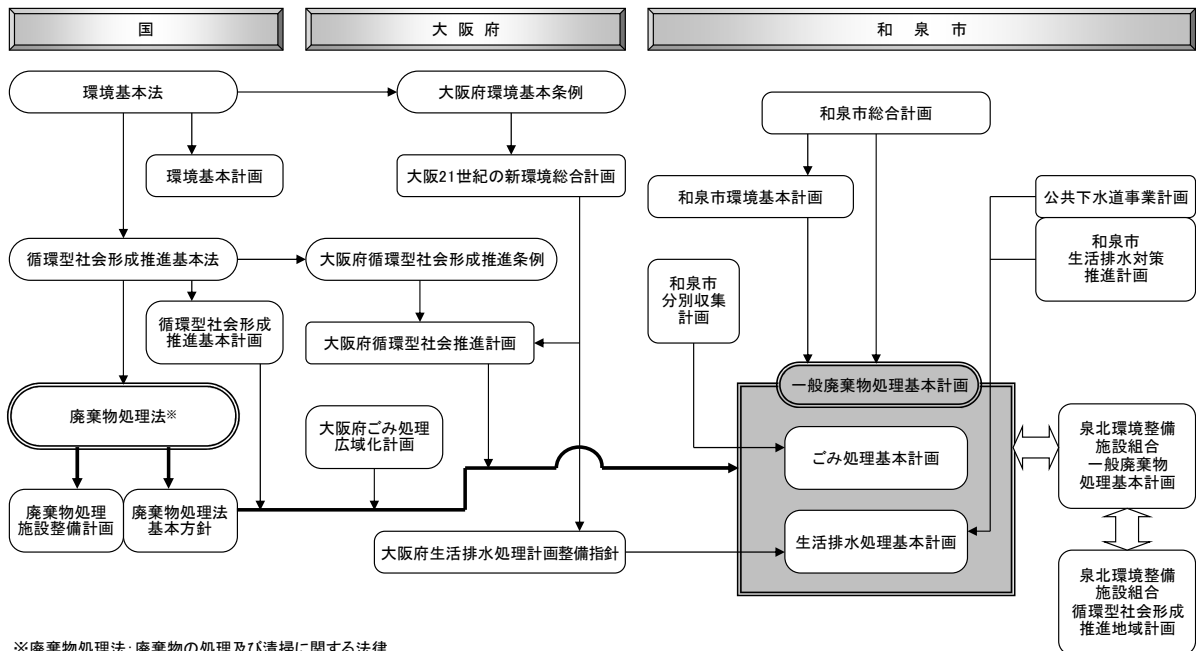 国
大阪府
和泉市
環境基本法
大阪府環境基本条例
和泉市総合計画
環境基本計画
大阪21世紀の新環境総合計画
和泉市環境基本計画
公共下水道事業計画
和泉市
生活排水対策
推進計画
循環型社会形成推進基本法
大阪府循環型社会形成推進条例
和泉市
分別収集
計画
循環型社会形成
推進基本計画
大阪府循環型社会推進計画
一般廃棄物処理基本計画
廃棄物処理法※
大阪府ごみ処理
広域化計画
ごみ処理基本計画
泉北環境整備
施設組合
一般廃棄物
処理基本計画
廃棄物処理
施設整備計画
廃棄物処理法
基本方針
大阪府生活排水処理計画整備指針
生活排水処理基本計画
泉北環境整備
施設組合
循環型社会形成
推進地域計画
※廃棄物処理法:廃棄物の処理及び清掃に関する法律